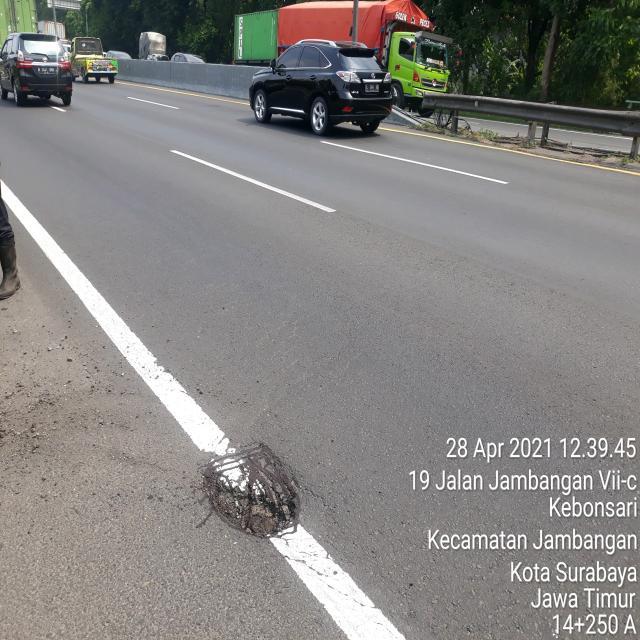 28 Apr 2021 12.39.45
19 Jalan Jambangan Vii-c
Kebonsari
Kecamatan Jambangan
Kota Surabaya
Jawa Timur
14+250 A